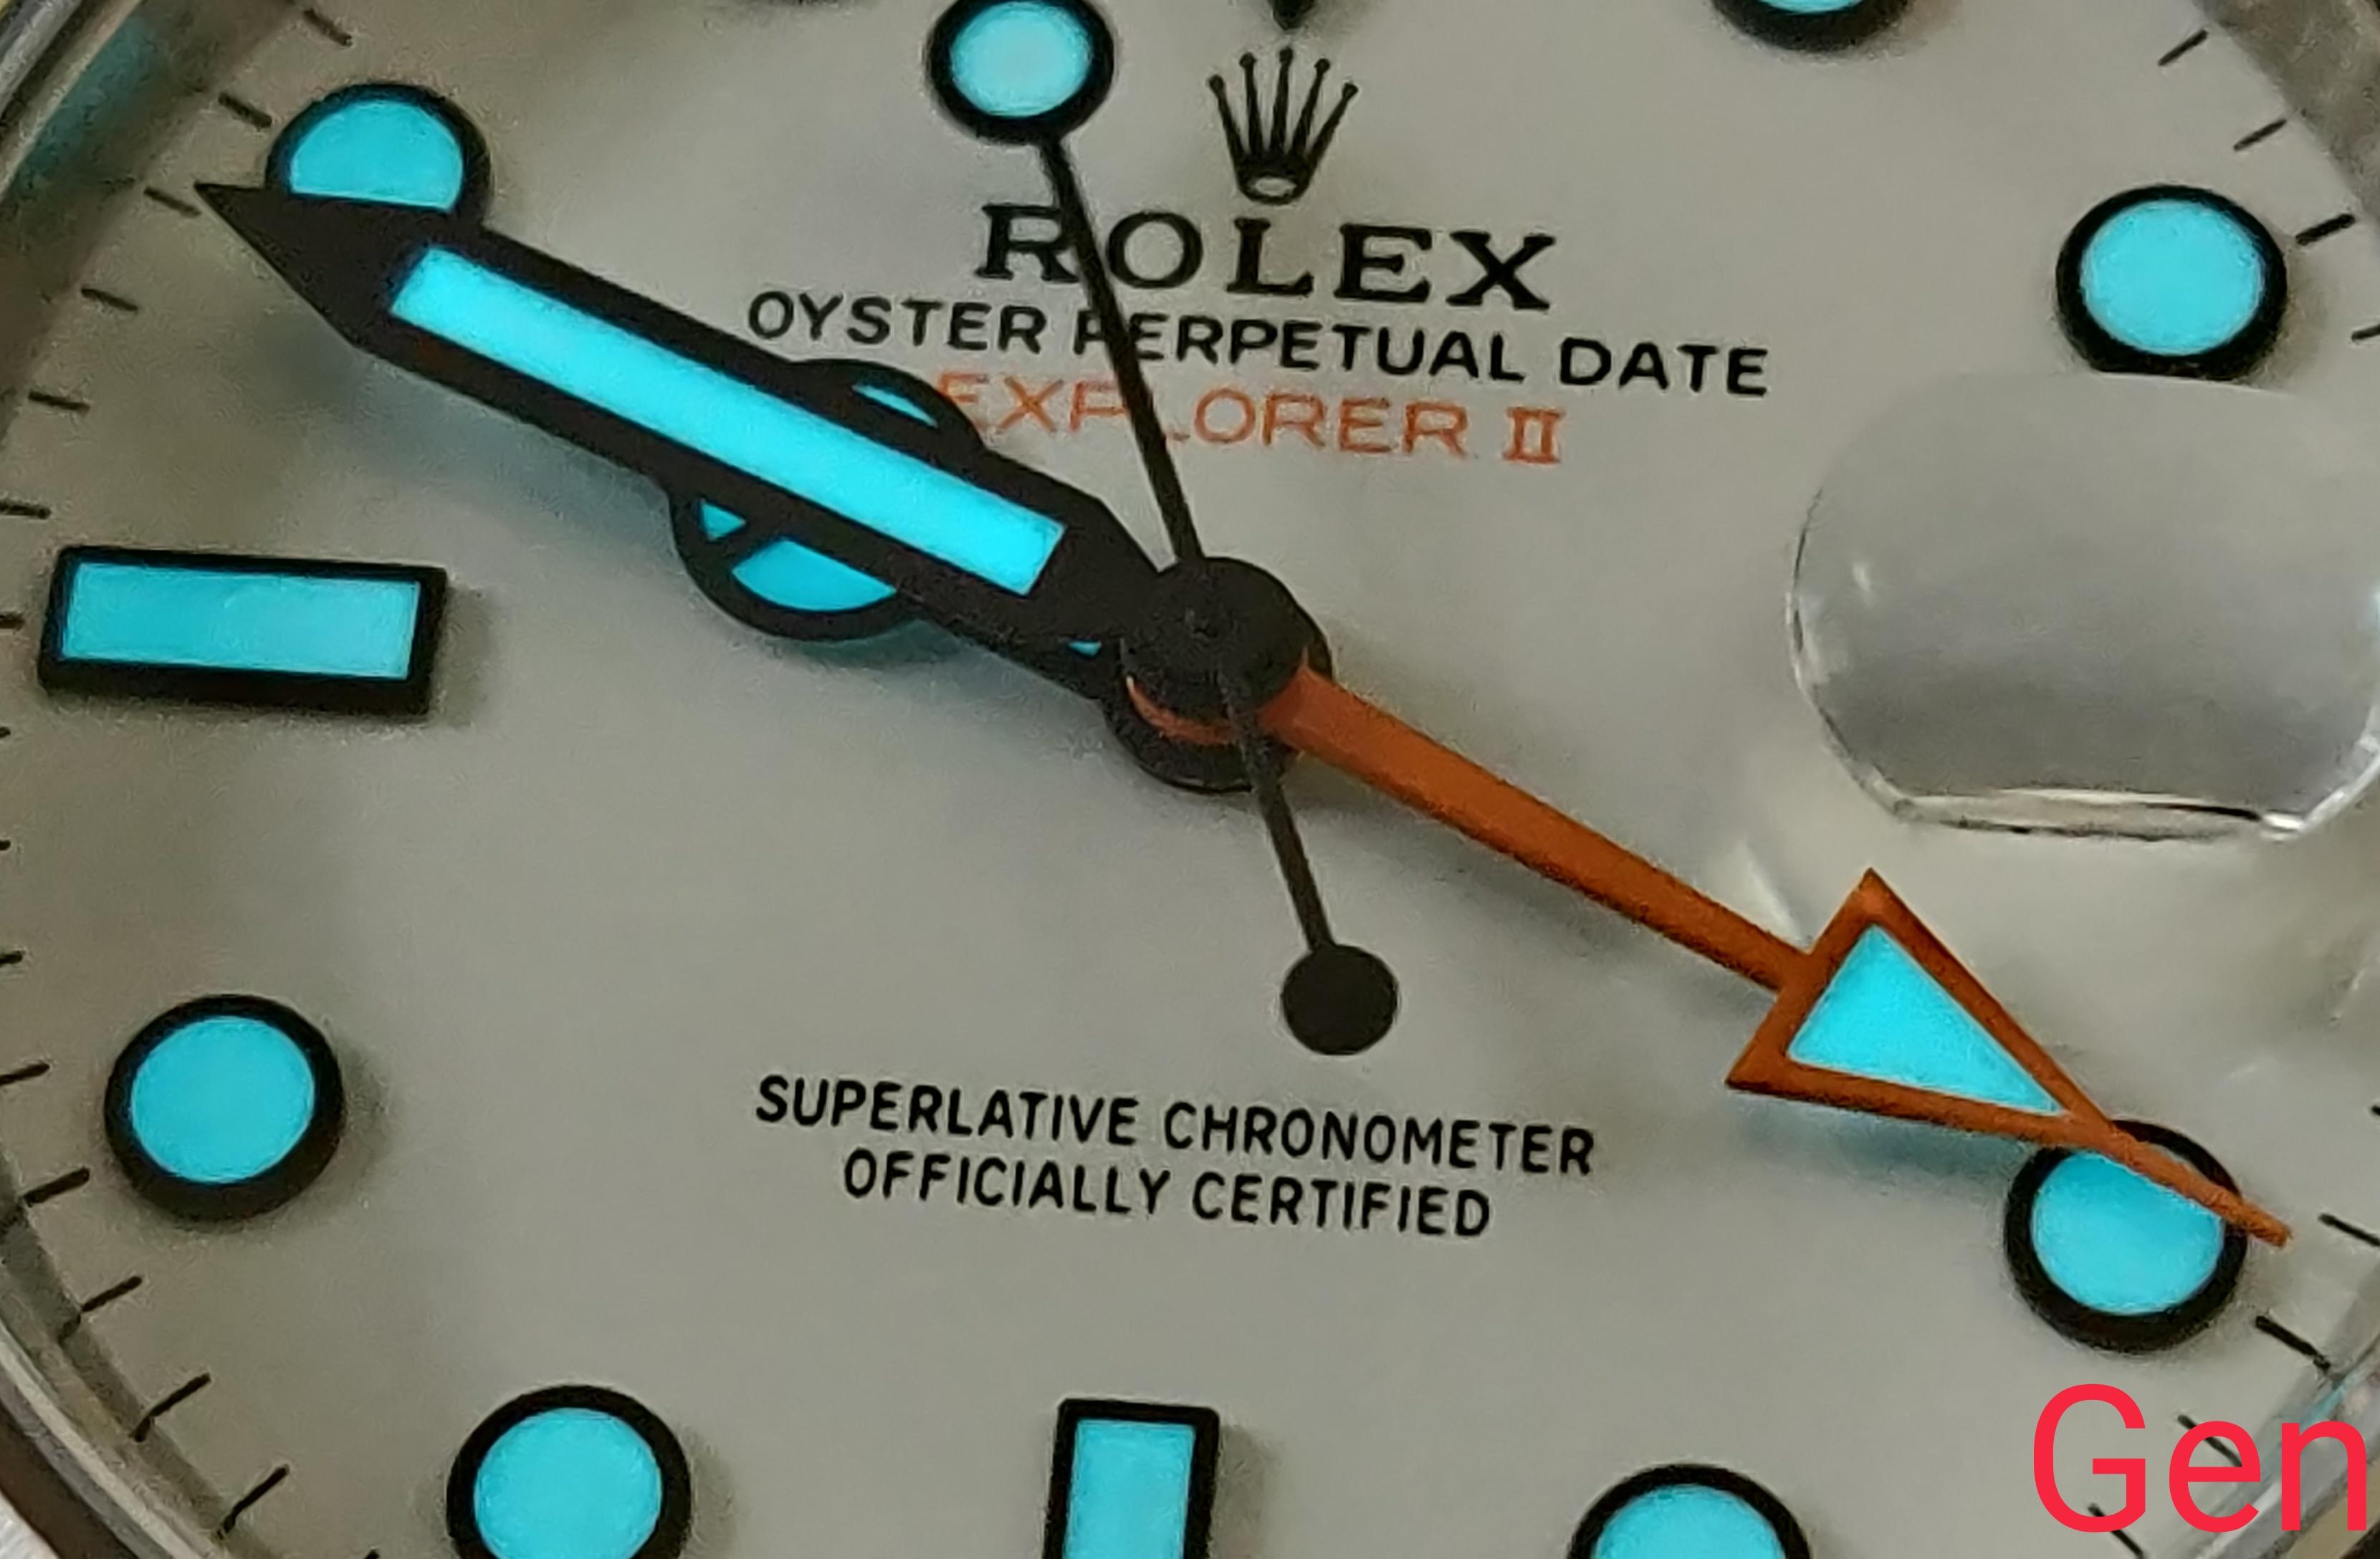 ROLEX
OYSTER PERPETUAL DATE
EXPLORER II
SUPERLATIVE CHRONOMETER
OFFICIALLY CERTIFIED
Gen